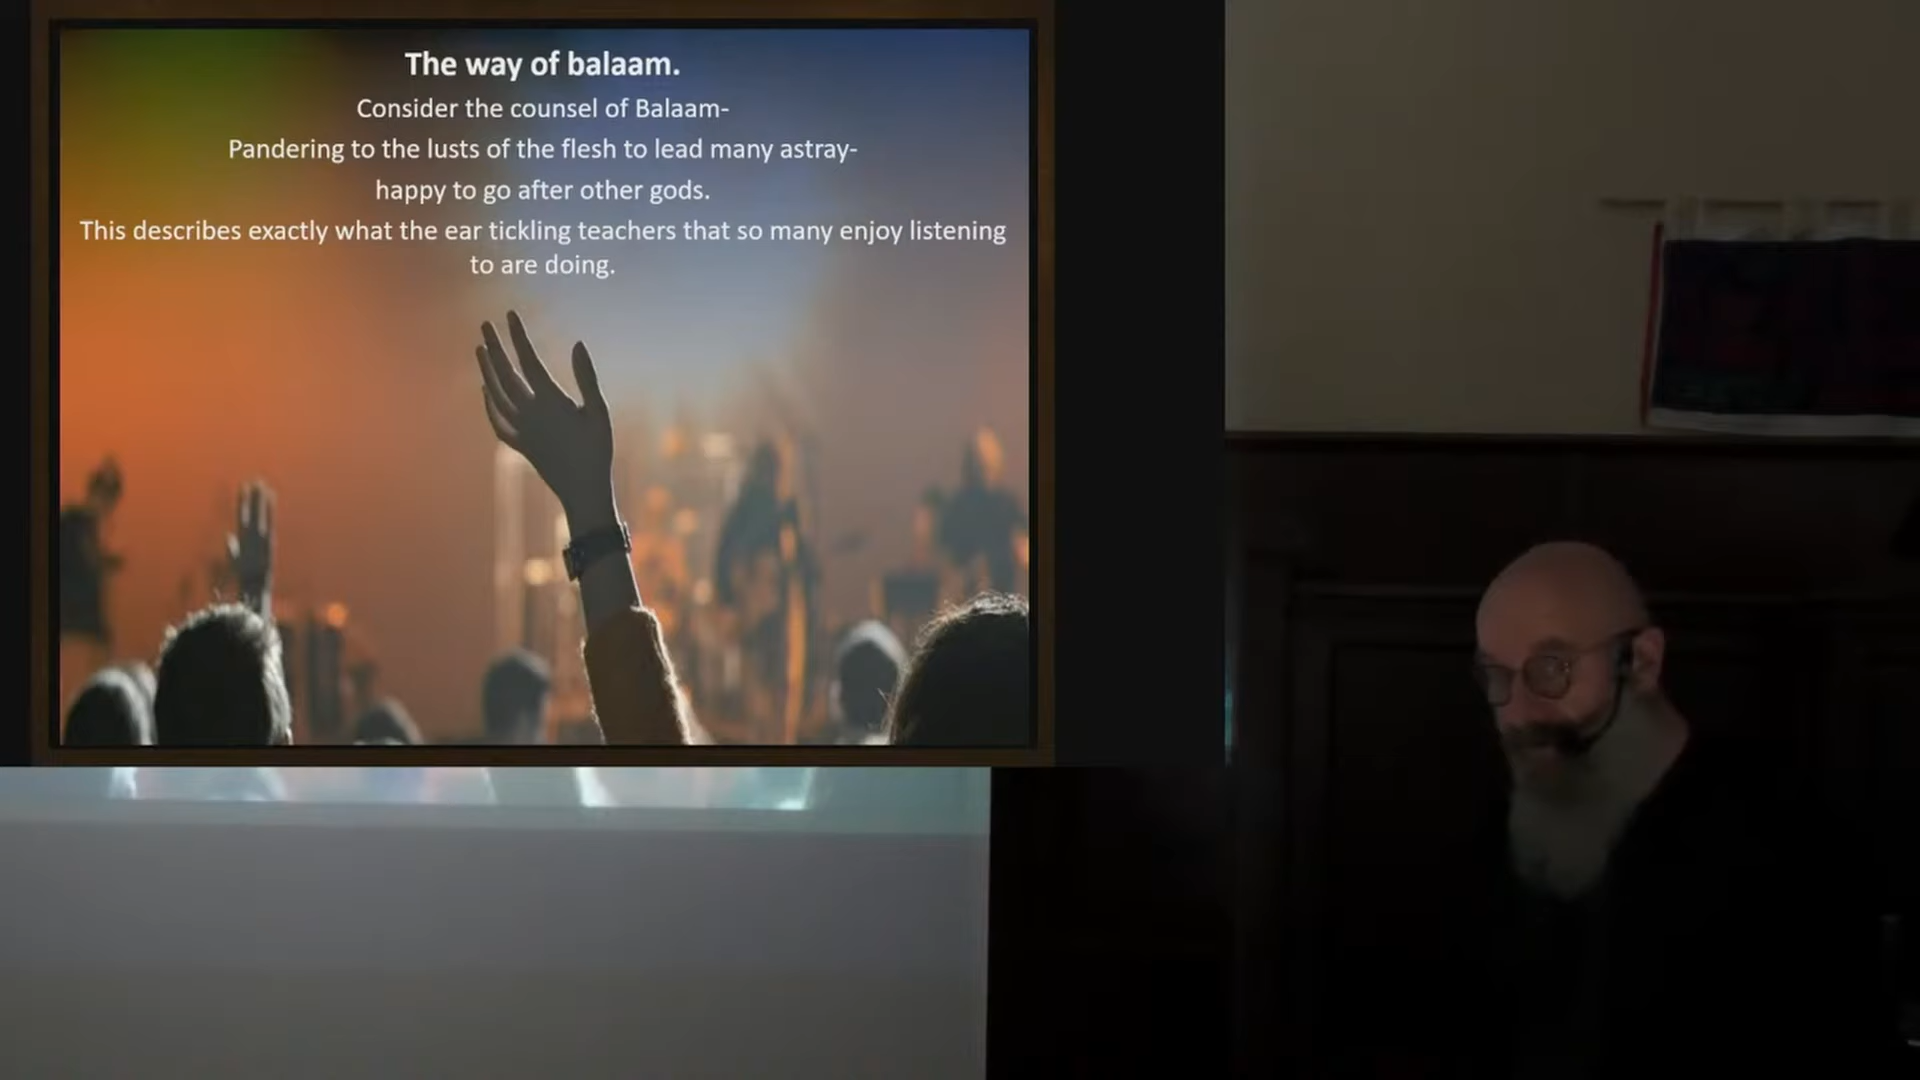 The way of balaam.
Consider the counsel of Balaam-
Pandering to the lusts of the flesh to lead many astray-
happy to go after other gods.
This describes exactly what the ear tickling teachers that so many enjoy listening
to are doing.